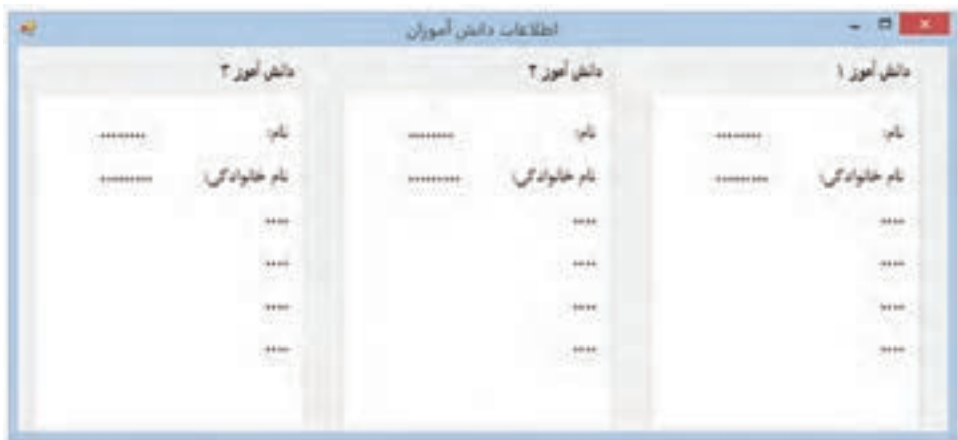 اطلاعات دانش آموزان
دانش آموز ۱
نام: .........
نام خانوادگی: ..........
....
....
....
....
دانش آموز ۲
نام: .........
نام خانوادگی: ..........
....
....
....
....
دانش آموز ۳
نام: .........
نام خانوادگی: ..........
....
....
....
....